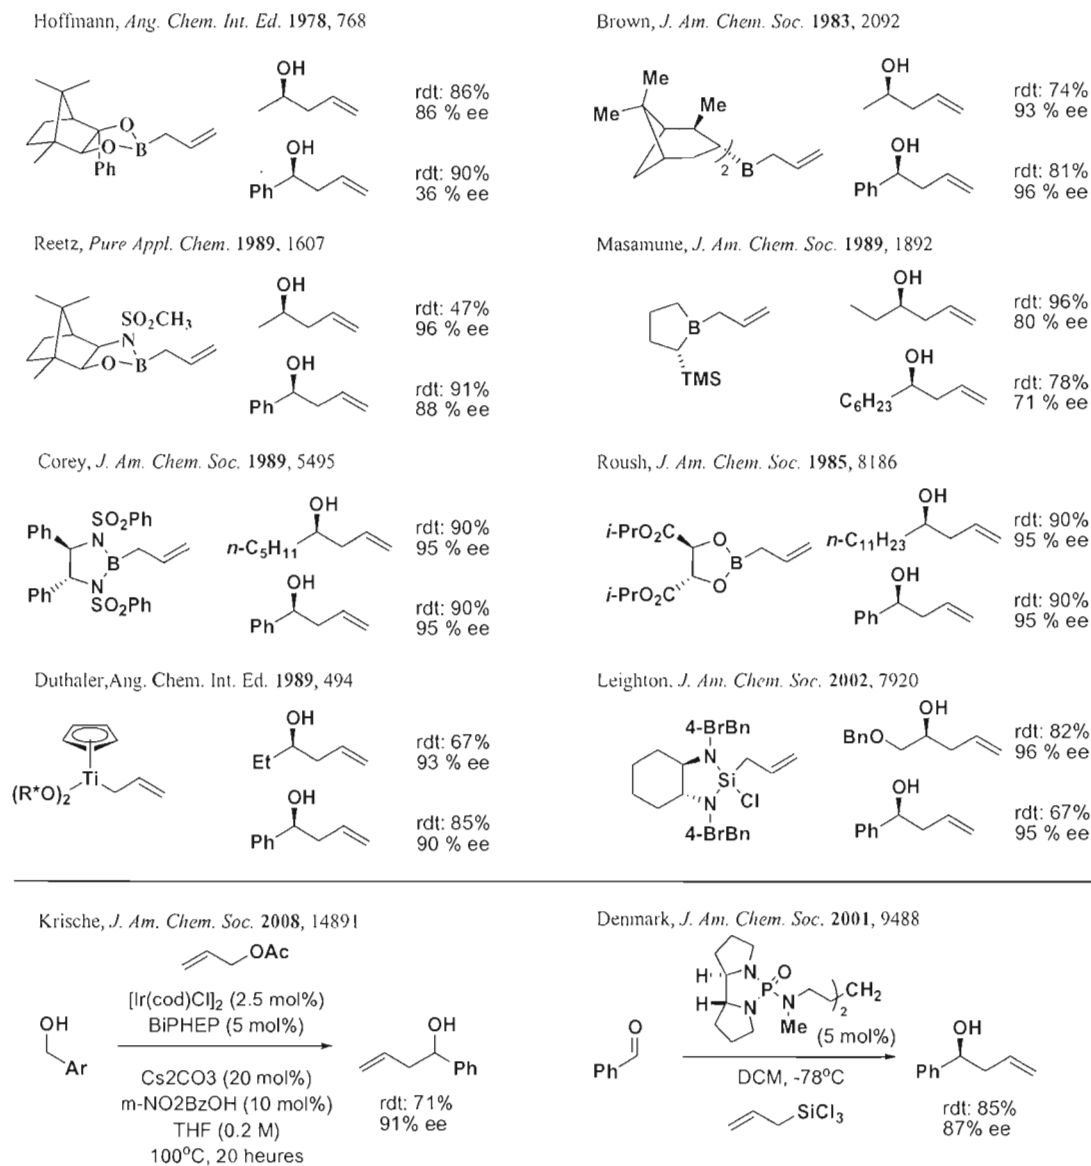 Hoffmann, Ang. Chem. Int. Ed. 1978, 768
O
O
B
Ph
OH
rdt: 86%
86 % ee
OH
Ph
rdt: 90%
36 % ee
Brown, J. Am. Chem. Soc. 1983, 2092
Me
Me
Me
2
B
OH
rdt: 74%
93 % ee
OH
Ph
rdt: 81%
96 % ee
Reetz, Pure Appl. Chem. 1989, 1607
SO2CH3
N
O
B
OH
rdt: 47%
96 % ee
OH
Ph
rdt: 91%
88 % ee
Masamune, J. Am. Chem. Soc. 1989, 1892
B
TMS
OH
rdt: 96%
80 % ee
OH
C6H23
rdt: 78%
71 % ee
Corey, J. Am. Chem. Soc. 1989, 5495
SO2Ph
Ph
N
B
N
Ph
SO2Ph
OH
n-C5H11
rdt: 90%
95 % ee
OH
Ph
rdt: 90%
95 % ee
Roush, J. Am. Chem. Soc. 1985, 8186
i-PrO2C
O
B
O
i-PrO2C
OH
n-C11H23
rdt: 90%
95 % ee
OH
Ph
rdt: 90%
95 % ee
Duthaler,Ang. Chem. Int. Ed. 1989, 494
Ti
(R*O)2
OH
Et
rdt: 67%
93 % ee
OH
Ph
rdt: 85%
90 % ee
Leighton, J. Am. Chem. Soc. 2002, 7920
4-BrBn
N
Si
Cl
N
4-BrBn
OH
BnO
rdt: 82%
96 % ee
OH
Ph
rdt: 67%
95 % ee
Krische, J. Am. Chem. Soc. 2008, 14891
OAc
[Ir(cod)Cl]2 (2.5 mol%)
BiPHEP (5 mol%)
OH
Ar
Cs2CO3 (20 mol%)
m-NO2BzOH (10 mol%)
THF (0.2 M)
100°C, 20 heures
OH
Ph
rdt: 71%
91% ee
Denmark, J. Am. Chem. Soc. 2001, 9488
H
N
O
P
H
N
N
CH2
2
Me
(5 mol%)
O
Ph
DCM, -78°C
SiCl3
OH
Ph
rdt: 85%
87% ee